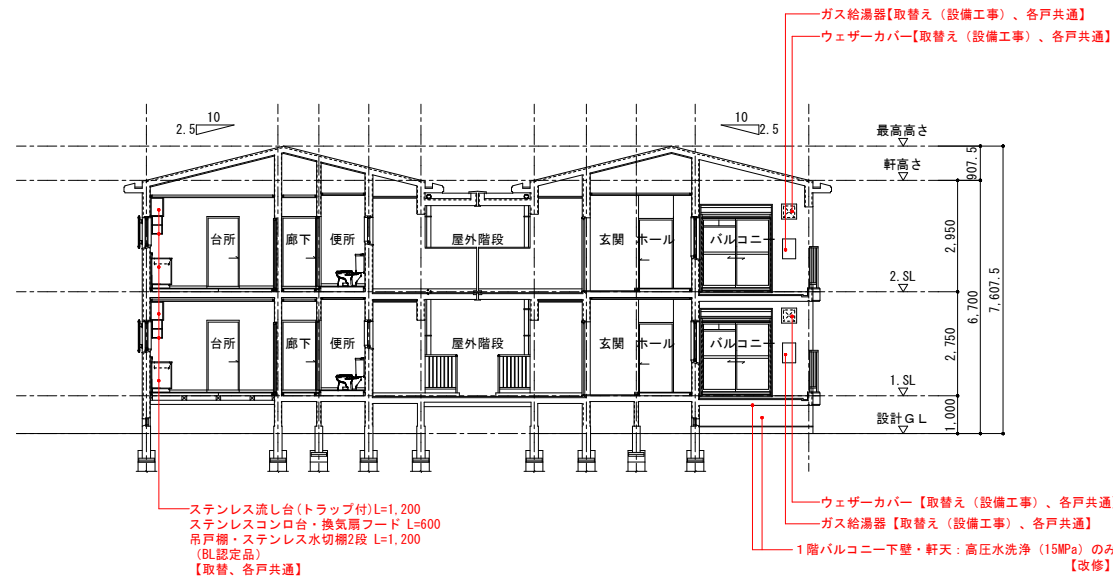 ガス給湯器【取替え（設備工事）、各戸共通】
ウェザーカバー【取替え（設備工事）、各戸共通】
10
2.5
10
2.5
最高高さ
軒高さ
907.5
台所
廊下
便所
屋外階段
玄関
ホール
バルコニー
2,950
2.SL
6,700
7,607.5
台所
廊下
便所
屋外階段
玄関
ホール
バルコニー
2,750
1.SL
設計ＧＬ
1,000
ステンレス流し台(トラップ付)L=1,200
ステンレスコンロ台・換気扇フード L=600
吊戸棚・ステンレス水切棚2段 L=1,200
(BL認定品)
【取替、各戸共通】
ウェザーカバー【取替え（設備工事）、各戸共通
ガス給湯器【取替え（設備工事）、各戸共通】
１階バルコニー下壁・軒天：高圧水洗浄（15MPa）のみ
【改修】